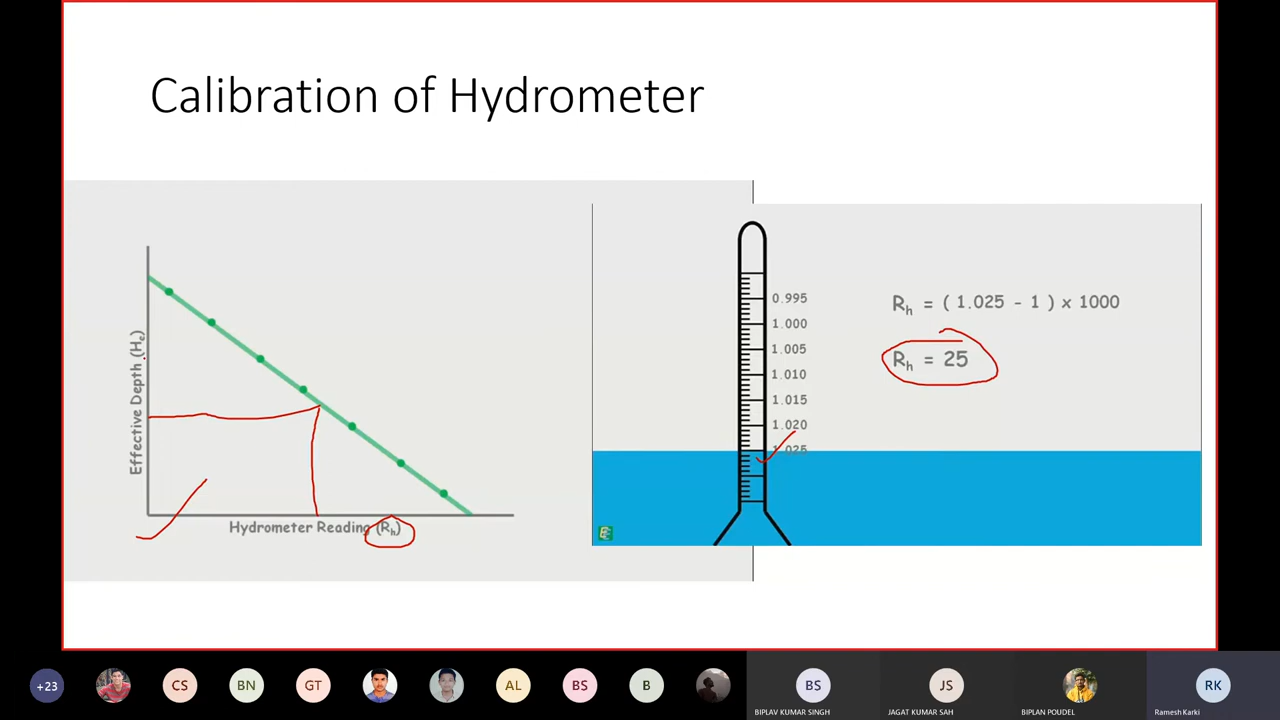 Calibration of Hydrometer
Effective Depth (He)
Hydrometer Reading (Rh)
0.995
1.000
1.005
1.010
1.015
1.020
1.025
Rh = ( 1.025 - 1 ) x 1000
Rh = 25
+23
CS
BN
GT
AL
BS
B
BS
BIPLAV KUMAR SINGH
JS
JAGAT KUMAR SAH
BIPLAN POUDEL
RK
Ramesh Karki